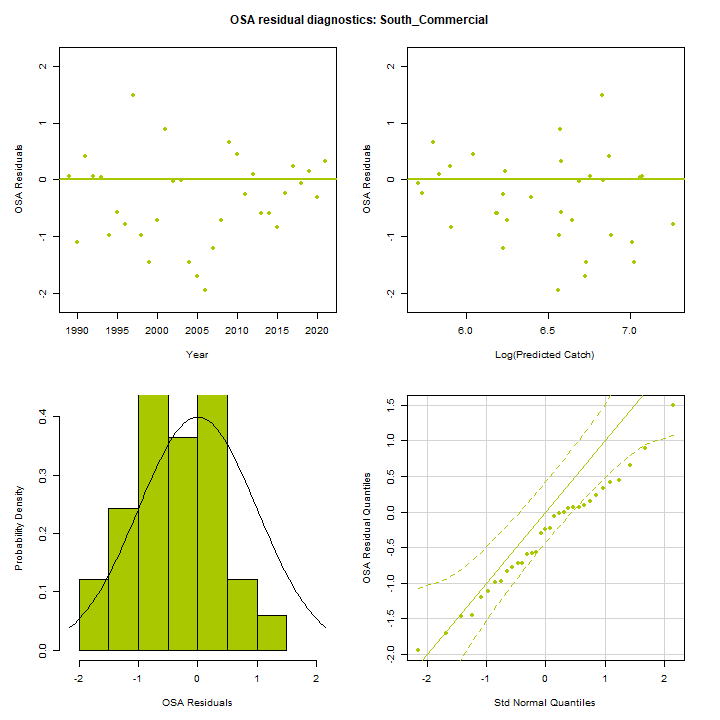 OSA residual diagnostics: South_Commercial
OSA Residuals
2
1
0
-1
-2
1990 1995 2000 2005 2010 2015 2020
Year
OSA Residuals
2
1
0
-1
-2
6.0 6.5 7.0
Log(Predicted Catch)
Probability Density
0.4
0.3
0.2
0.1
0.0
-2 -1 0 1 2
OSA Residuals
OSA Residual Quantiles
1.5
1.0
0.5
0.0
-0.5
-1.0
-1.5
-2.0
-2 -1 0 1 2
Std Normal Quantiles